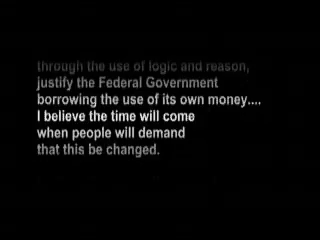 through the use of logic and reason,
justify the Federal Government
borrowing the use of its own money....
I believe the time will come
when people will demand
that this be changed.